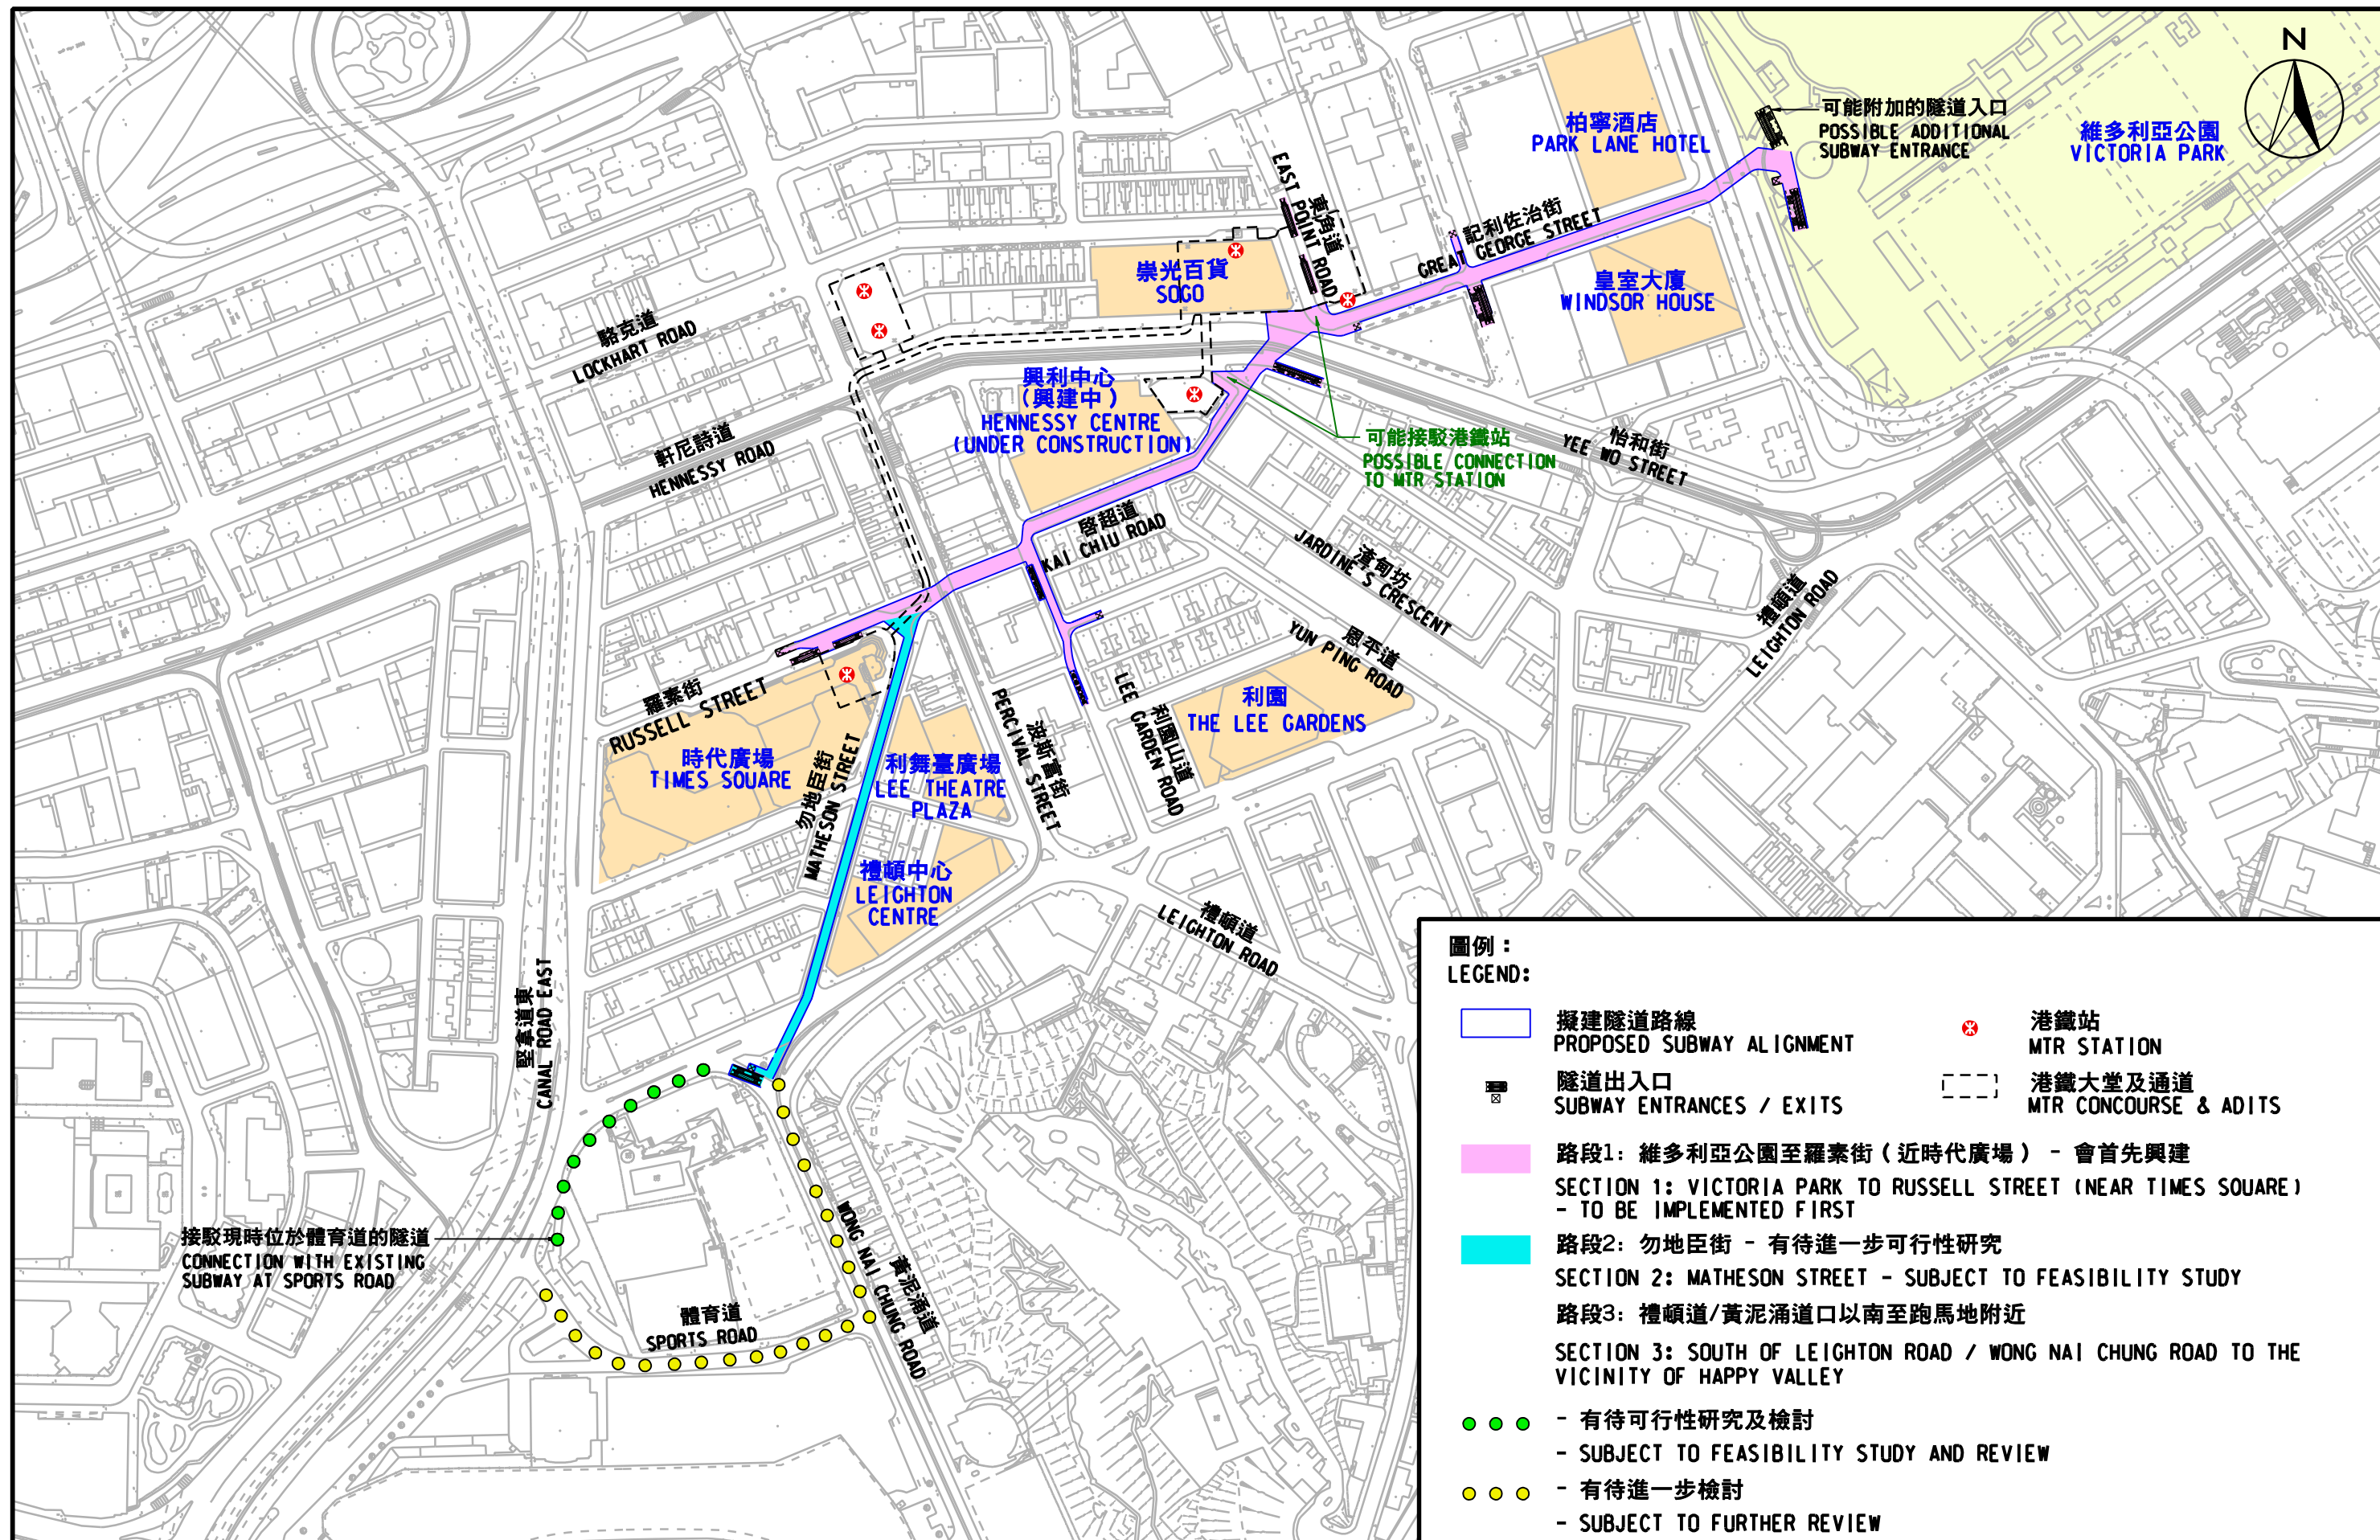 N
可能附加的隧道入口
POSSIBLE ADDITIONAL
SUBWAY ENTRANCE
維多利亞公園
VICTORIA PARK
柏寧酒店
PARK LANE HOTEL
東角道
EAST POINT ROAD
記利佐治街
GREAT GEORGE STREET
崇光百貨
SOGO
皇室大廈
WINDSOR HOUSE
駱克道
LOCKHART ROAD
興利中心
(興建中)
HENNESSY CENTRE
(UNDER CONSTRUCTION)
軒尼詩道
HENNESSY ROAD
可能接駁港鐵站
POSSIBLE CONNECTION
TO MTR STATION
怡和街
YEE WO STREET
啓超道
KAI CHIU ROAD
渣甸坊
JARDINE'S CRESCENT
禮頓道
LEIGHTON ROAD
恩平道
YUN PING ROAD
羅素街
RUSSELL STREET
利園
THE LEE GARDENS
利園山道
LEE GARDEN ROAD
波斯富街
PERCIVAL STREET
時代廣場
TIMES SQUARE
勿地臣街
MATHESON STREET
利舞臺廣場
LEE THEATRE
PLAZA
禮頓中心
LEIGHTON
CENTRE
禮頓道
LEIGHTON ROAD
堅拿道東
CANAL ROAD EAST
接駁現時位於體育道的隧道
CONNECTION WITH EXISTING
SUBWAY AT SPORTS ROAD
黃泥涌道
WONG NAI CHUNG ROAD
體育道
SPORTS ROAD
圖例：
LEGEND:
擬建隧道路線
PROPOSED SUBWAY ALIGNMENT
港鐵站
MTR STATION
隧道出入口
SUBWAY ENTRANCES / EXITS
港鐵大堂及通道
MTR CONCOURSE & ADITS
路段1: 維多利亞公園至羅素街(近時代廣場) - 會首先興建
SECTION 1: VICTORIA PARK TO RUSSELL STREET (NEAR TIMES SQUARE)
- TO BE IMPLEMENTED FIRST
路段2: 勿地臣街 - 有待進一步可行性研究
SECTION 2: MATHESON STREET - SUBJECT TO FEASIBILITY STUDY
路段3: 禮頓道/黃泥涌道口以南至跑馬地附近
SECTION 3: SOUTH OF LEIGHTON ROAD / WONG NAI CHUNG ROAD TO THE
VICINITY OF HAPPY VALLEY
- 有待可行性研究及檢討
- SUBJECT TO FEASIBILITY STUDY AND REVIEW
- 有待進一步檢討
- SUBJECT TO FURTHER REVIEW